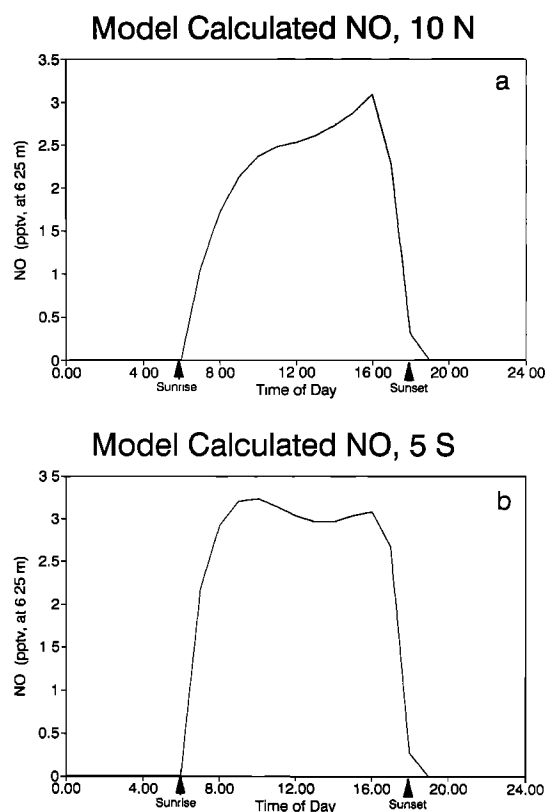 Model Calculated NO, 10 N
a
3.5
3
2.5
2
1.5
1
0.5
0
NO (pptv, at 6 25 m)
0.00 4 00 8.00 12 00 16 00 20 00 24 00
Sunrise Time of Day Sunset
Model Calculated NO, 5 S
b
3 5
3
2.5
2
1 5
1
0.5
0
NO (pptv, at 6 25 m)
0.00 4.00 8.00 12.00 16.00 20.00 24.00
Sunrise Time of Day Sunset